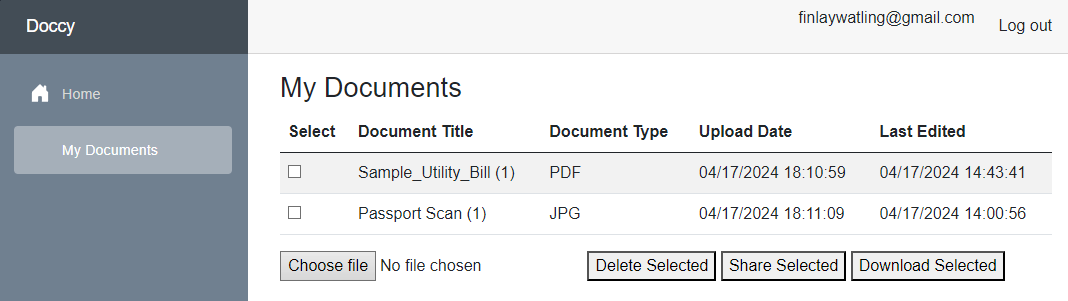 Doccy
finlaywatling@gmail.com Log out
Home
My Documents
My Documents
Select Document Title Document Type Upload Date Last Edited
Sample_Utility_Bill (1) PDF 04/17/2024 18:10:59 04/17/2024 14:43:41
Passport Scan (1) JPG 04/17/2024 18:11:09 04/17/2024 14:00:56
Choose file No file chosen Delete Selected Share Selected Download Selected